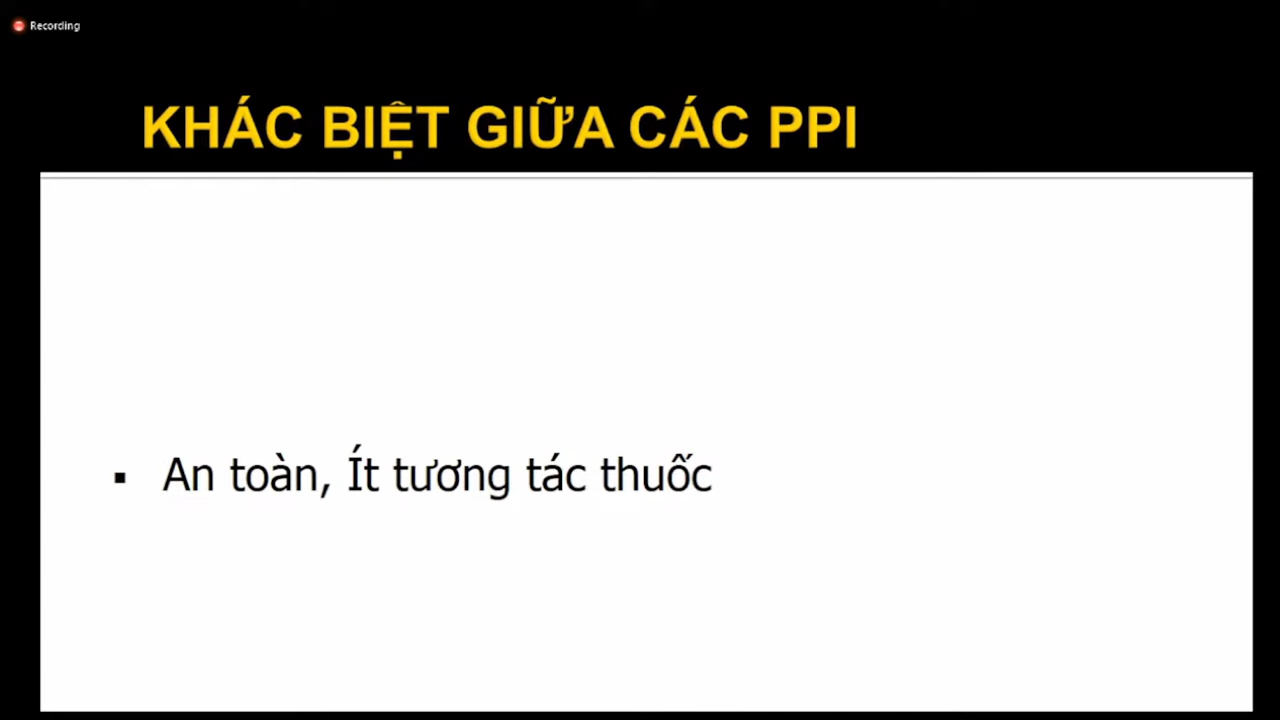 Recording
KHÁC BIỆT GIỮA CÁC PPI
▪ An toàn, Ít tương tác thuốc